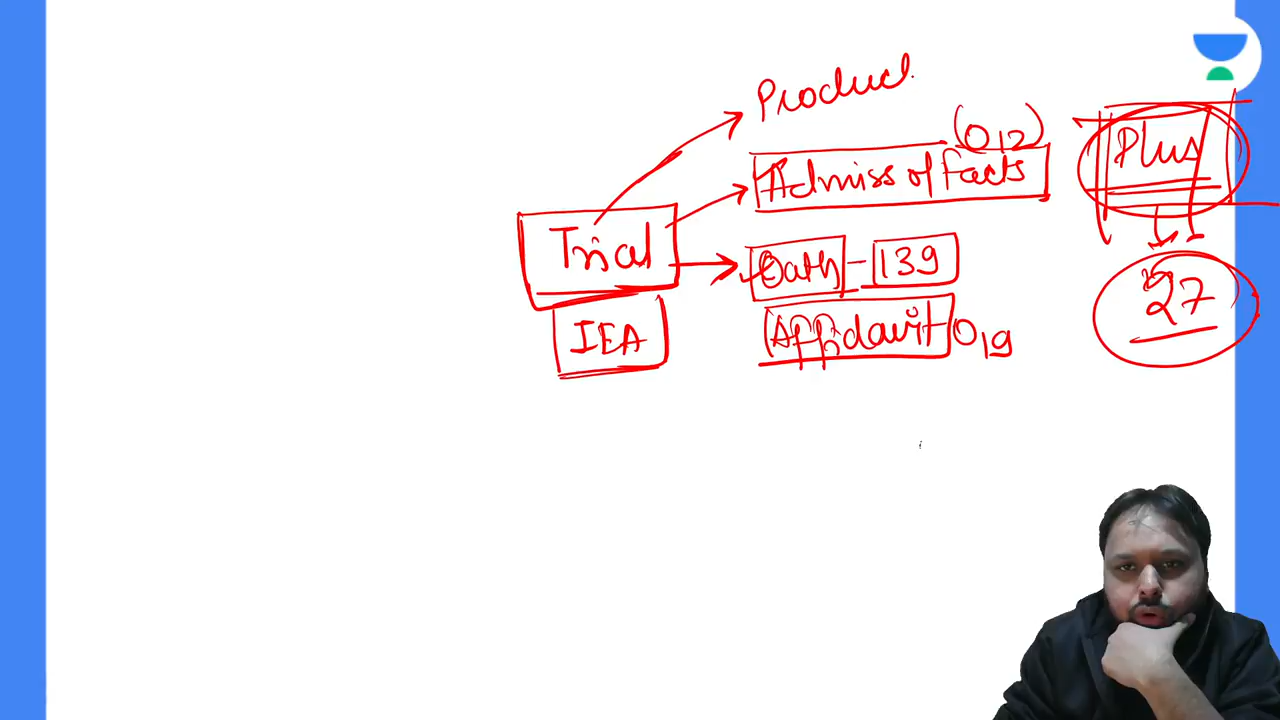 Product.
(O12)
Admiss of facts
Plus
Trial
Oath - 139
27
IEA
Affidavit O19